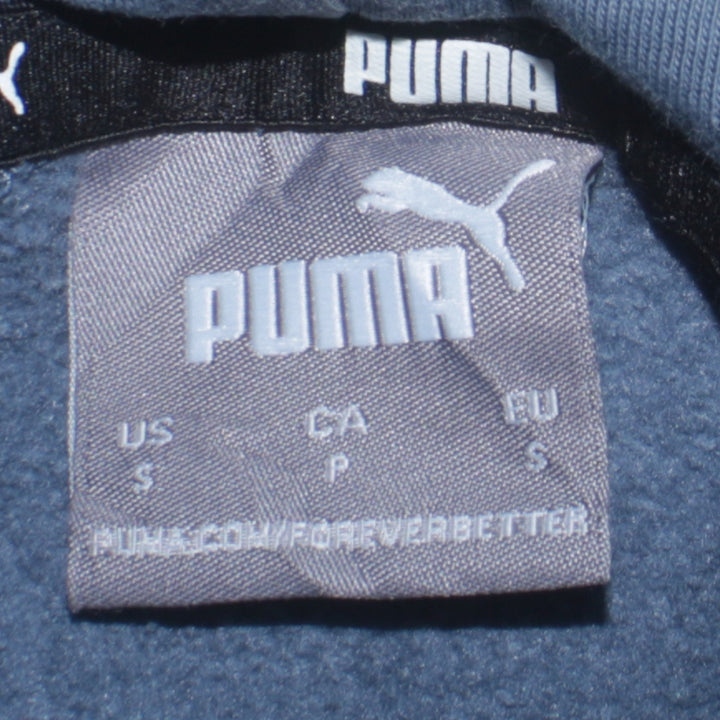 PUMA
PUMA
US CA EU
S P S
PUMA.COM/FOREVERBETTER